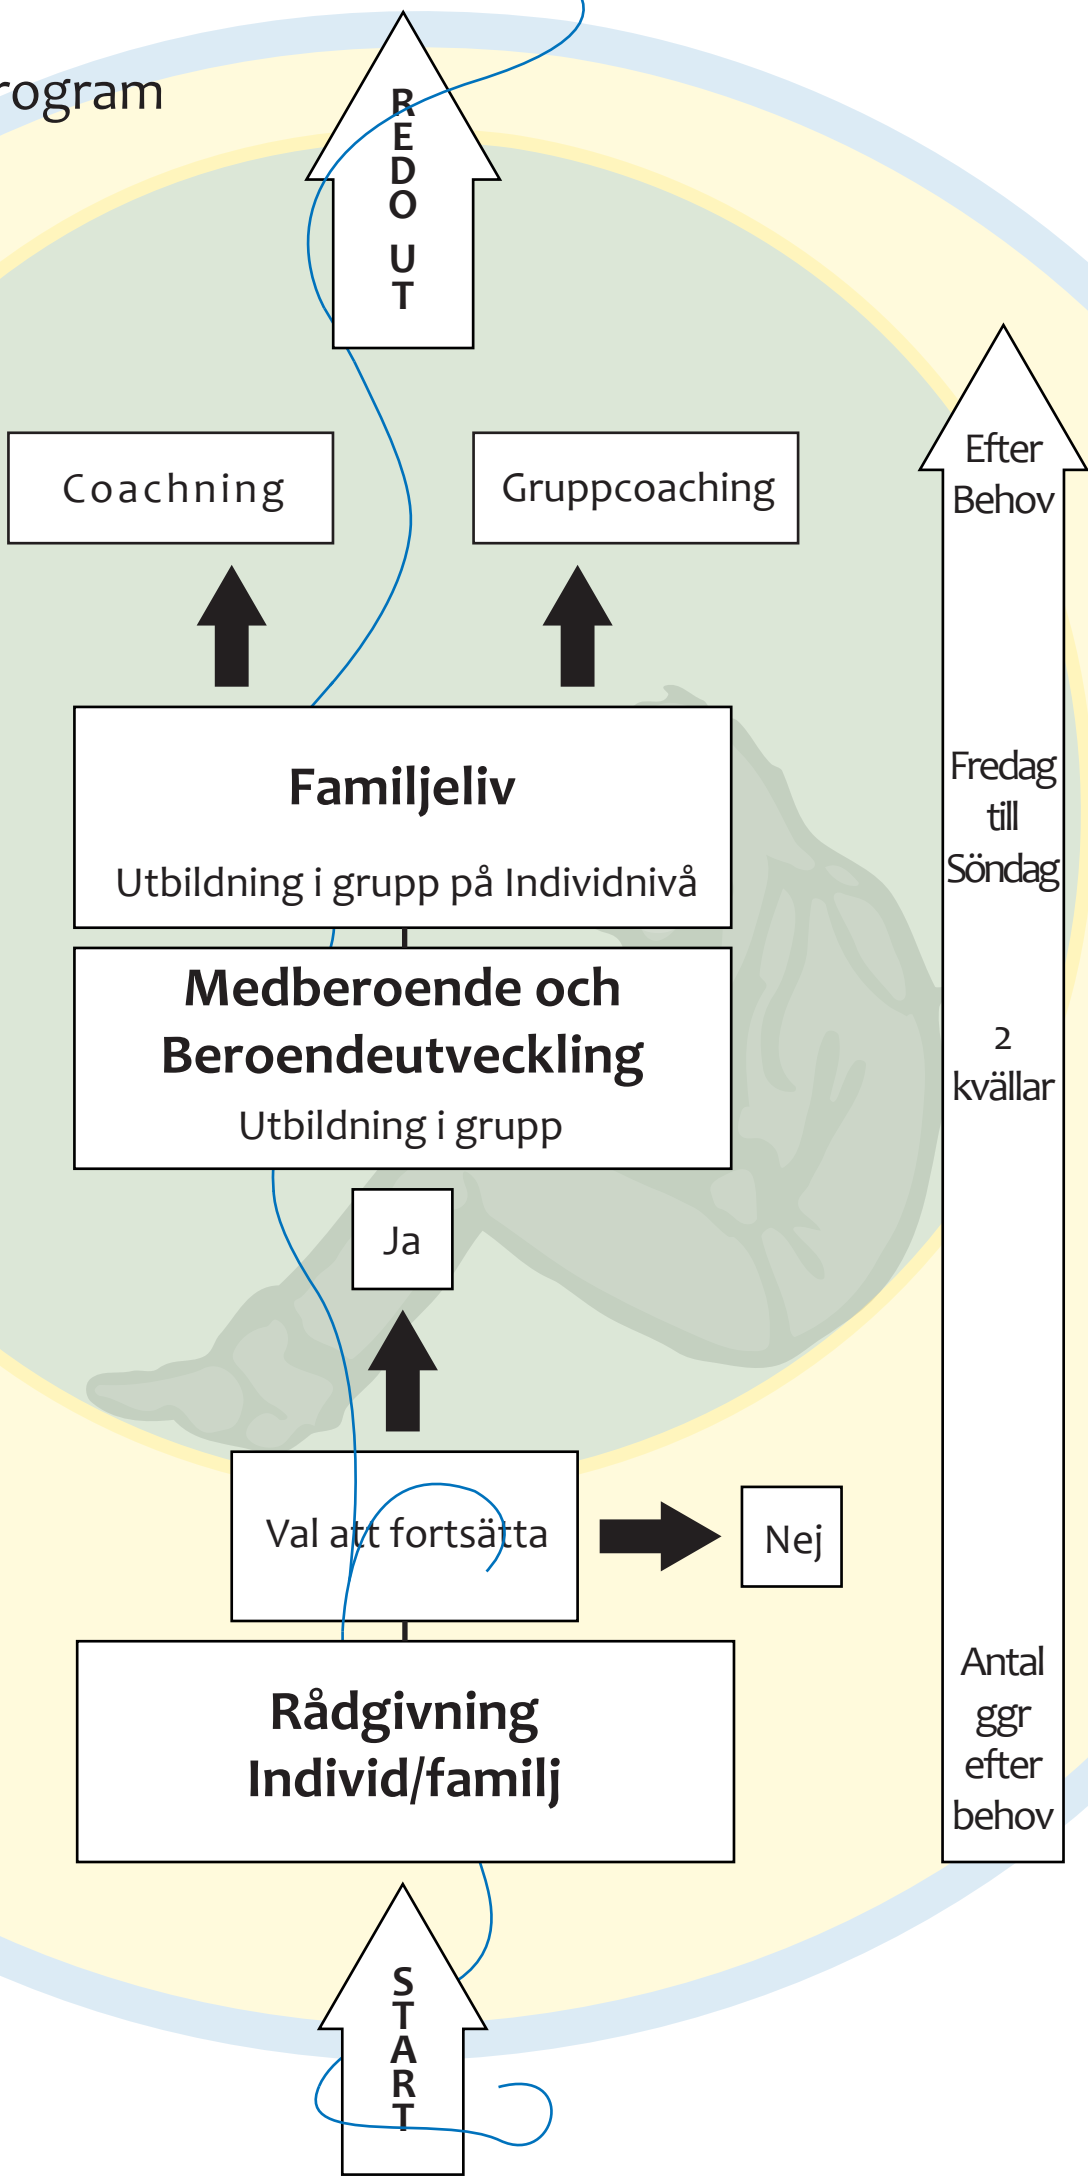 rogram
REDO UT
Coachning
Gruppcoaching
Efter
Behov
Familjeliv
Utbildning i grupp på Individnivå
Fredag
till
Söndag
Medberoende och
Beroendeutveckling
Utbildning i grupp
2
kvällar
Ja
Val att fortsätta
Nej
Rådgivning
Individ/familj
Antal
ggr
efter
behov
START